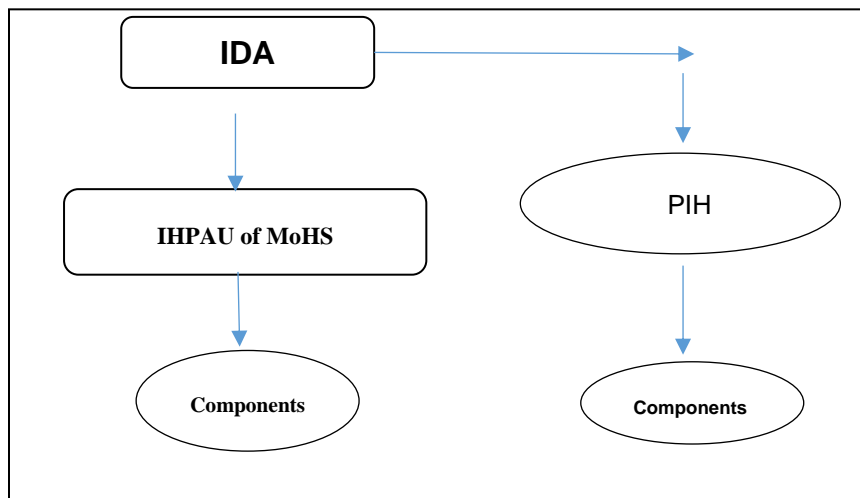 IDA
PIH
IHPAU of MoHS
Components
Components